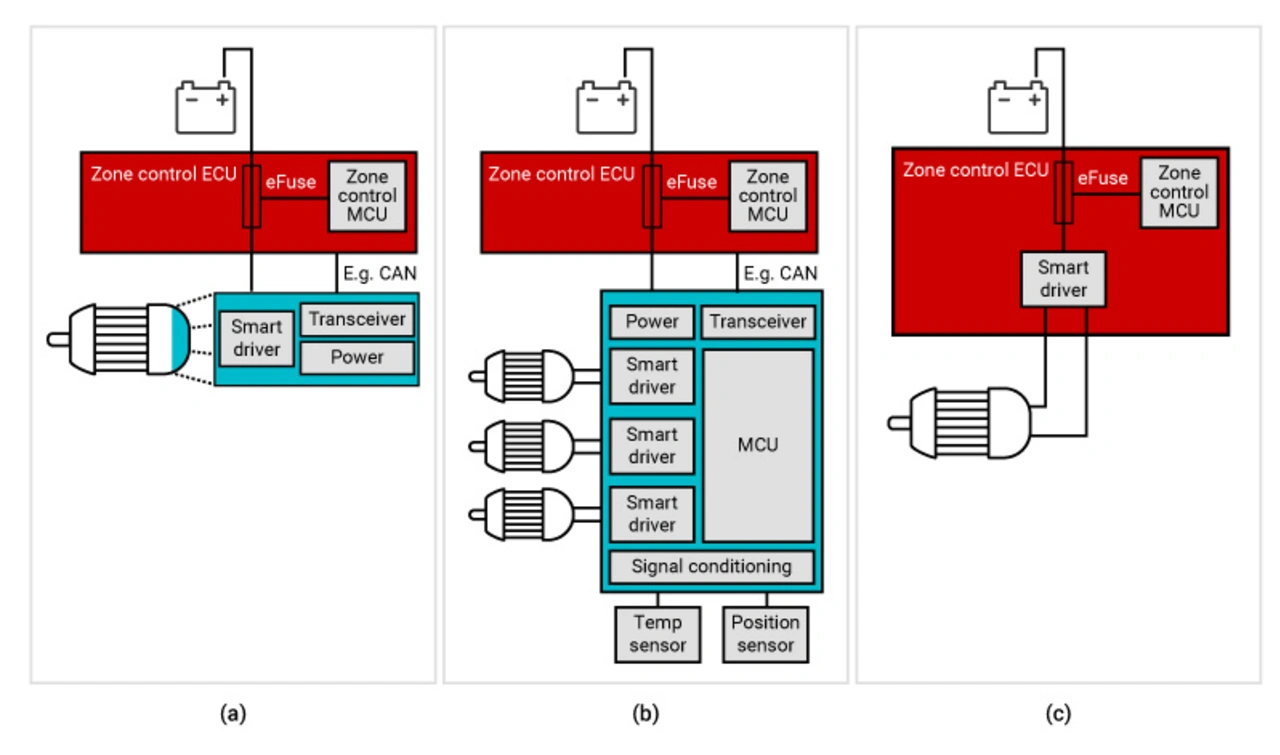 − +
Zone control ECU
eFuse
Zone
control
MCU
E.g. CAN
Smart
driver
Transceiver
Power
(a)
− +
Zone control ECU
eFuse
Zone
control
MCU
E.g. CAN
Power
Transceiver
Smart
driver
Smart
driver
Smart
driver
MCU
Signal conditioning
Temp
sensor
Position
sensor
(b)
− +
Zone control ECU
eFuse
Zone
control
MCU
Smart
driver
(c)